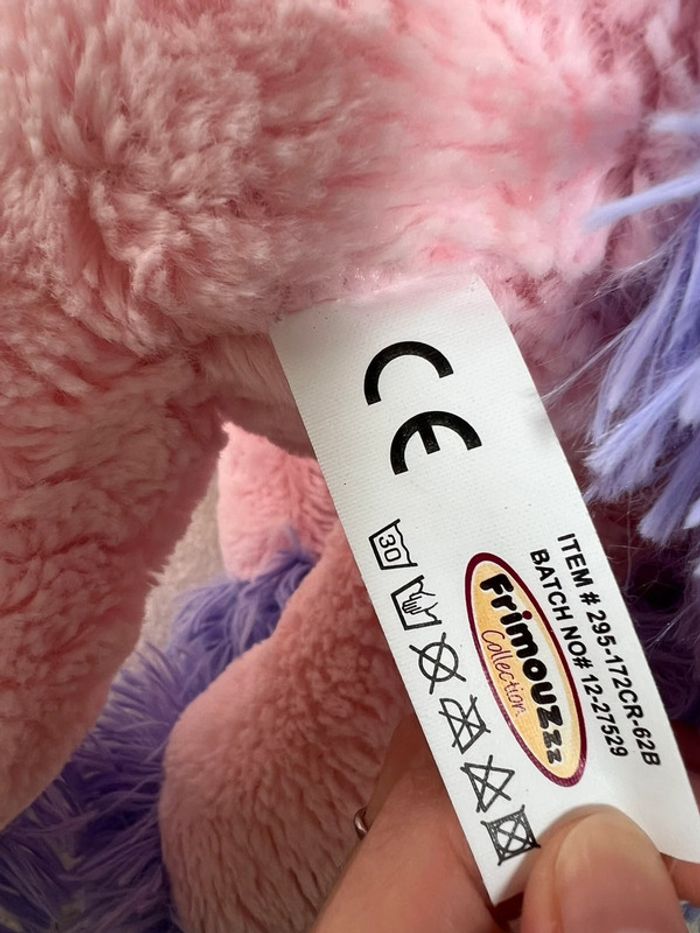 CE
30
Frimouzzz
Collection
ITEM # 295-172CR-62B
BATCH NO# 12-27529